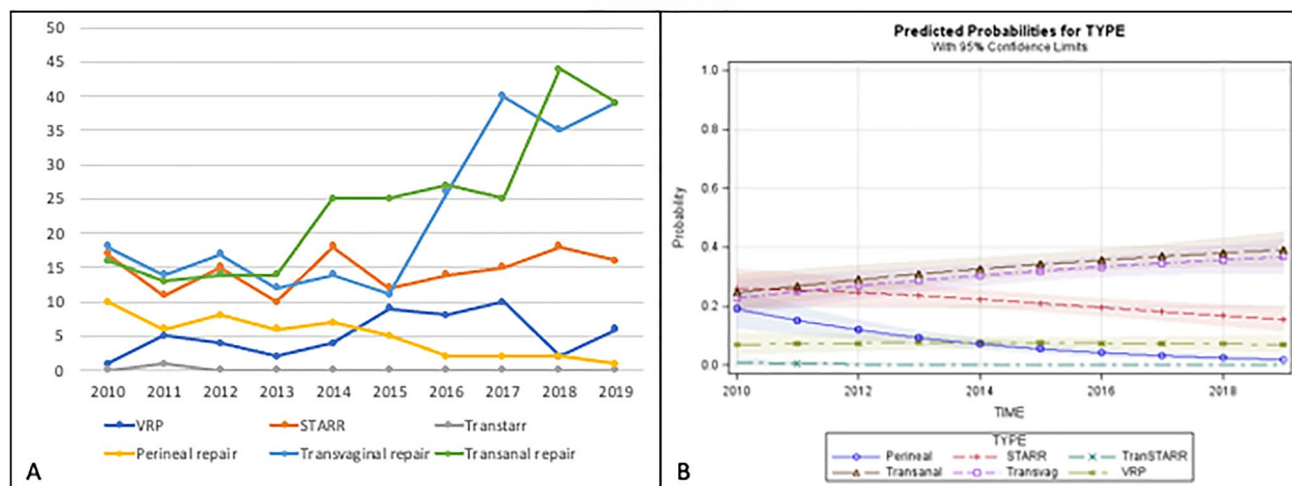 50
45
40
35
30
25
20
15
10
5
0
2010 2011 2012 2013 2014 2015 2016 2017 2018 2019
VRP STARR Transtarr
Perineal repair Transvaginal repair Transanal repair
A
Predicted Probabilities for TYPE
With 95% Confidence Limits
1.0
0.8
0.6
0.4
0.2
0.0
Probability
2010 2012 2014 2016 2018
TIME
TYPE
Perineal STARR TranSTARR
Transanal Transvag VRP
B